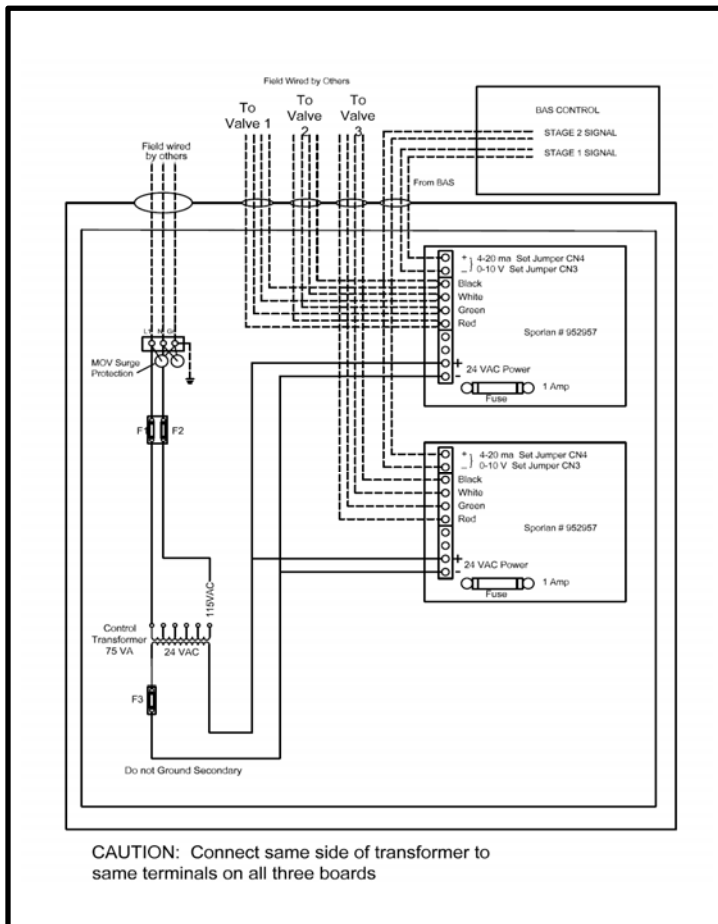 Field Wired by Others
To
Valve 1
To
Valve
2
To
Valve
3
BAS CONTROL
STAGE 2 SIGNAL
STAGE 1 SIGNAL
Field wired
by others
From BAS
+ 4-20 ma Set Jumper CN4
- 0-10 V Set Jumper CN3
Black
White
Green
Red
Sporlan # 952957
+
24 VAC Power
-
1 Amp
Fuse
L1 N G
MOV Surge
Protection
F1
F2
+ 4-20 ma Set Jumper CN4
- 0-10 V Set Jumper CN3
Black
White
Green
Red
Sporlan # 952957
+
24 VAC Power
-
1 Amp
Fuse
115VAC
Control
Transformer
75 VA
24 VAC
F3
Do not Ground Secondary
CAUTION: Connect same side of transformer to
same terminals on all three boards